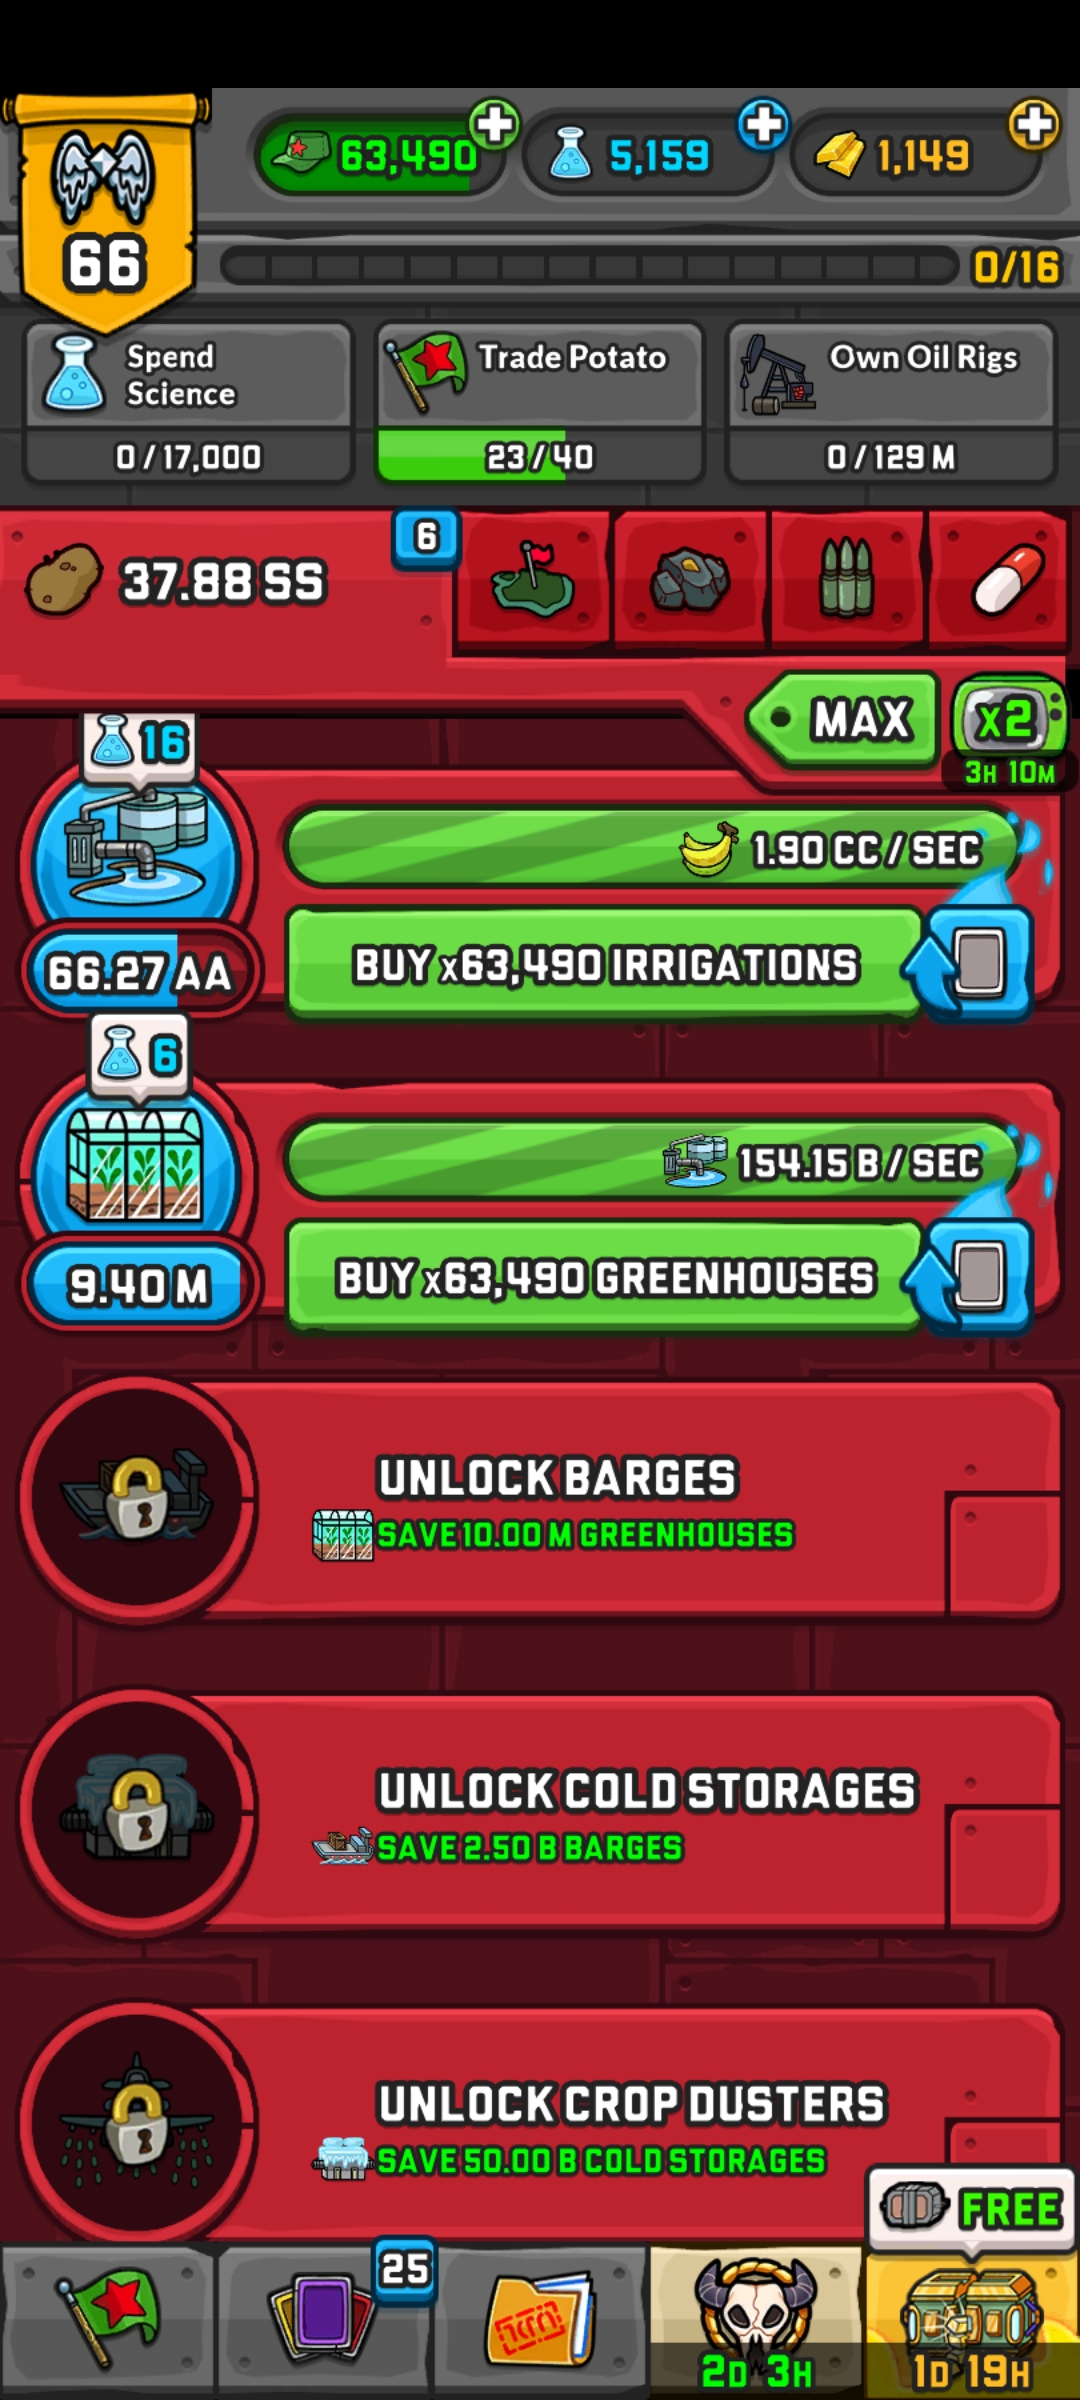 66
63,490
5,159
1,149
0/16
Spend
Science
0 / 17,000
Trade Potato
23 / 40
Own Oil Rigs
0 / 129 M
37.88 SS
6
MAX
x2
3H 10M
16
1.90 CC / SEC
66.27 AA
BUY x63,490 IRRIGATIONS
6
154.15 B / SEC
9.40 M
BUY x63,490 GREENHOUSES
UNLOCK BARGES
SAVE 10.00 M GREENHOUSES
UNLOCK COLD STORAGES
SAVE 2.50 B BARGES
UNLOCK CROP DUSTERS
SAVE 50.00 B COLD STORAGES
FREE
25
2D 3H
1D 19H